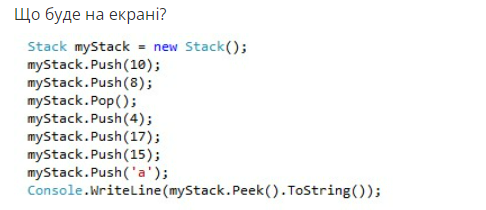 Що буде на екрані?
Stack myStack = new Stack();
myStack.Push(10);
myStack.Push(8);
myStack.Pop();
myStack.Push(4);
myStack.Push(17);
myStack.Push(15);
myStack.Push('a');
Console.WriteLine(myStack.Peek().ToString());